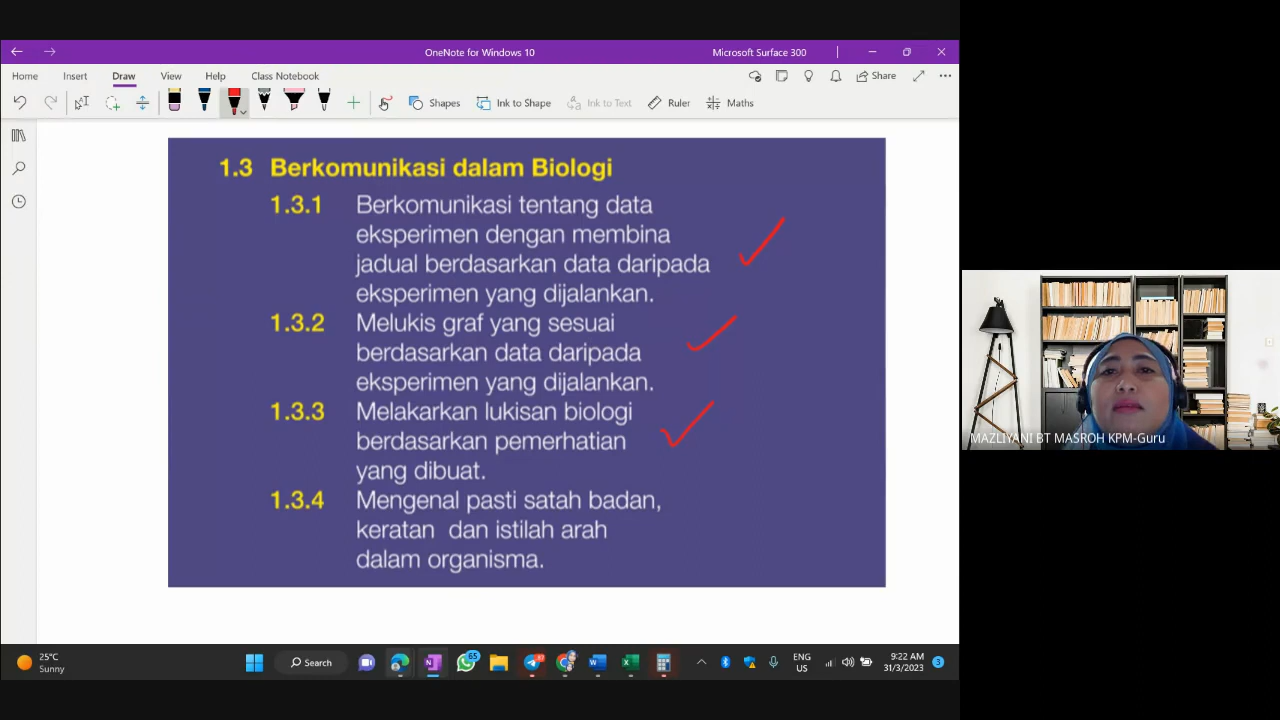 OneNote for Windows 10
Microsoft Surface 300
Home Insert Draw View Help Class Notebook
Share
Shapes Ink to Shape Ink to Text Ruler Maths
1.3 Berkomunikasi dalam Biologi
1.3.1 Berkomunikasi tentang data
eksperimen dengan membina
jadual berdasarkan data daripada
eksperimen yang dijalankan.
1.3.2 Melukis graf yang sesuai
berdasarkan data daripada
eksperimen yang dijalankan.
1.3.3 Melakarkan lukisan biologi
berdasarkan pemerhatian
yang dibuat.
1.3.4 Mengenal pasti satah badan,
keratan dan istilah arah
dalam organisma.
MAZLIYANI BT MASROH KPM-Guru
25°C
Sunny
Search
65
ENG
US
9:22 AM
31/3/2023
3